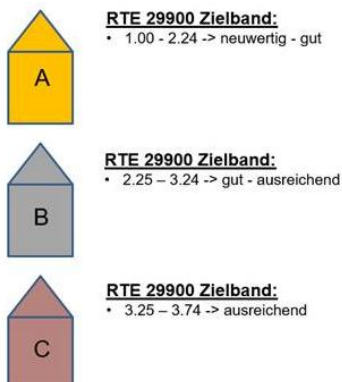 RTE 29900 Zielband:
• 1.00 - 2.24 -> neuwertig - gut
A
RTE 29900 Zielband:
• 2.25 – 3.24 -> gut - ausreichend
B
RTE 29900 Zielband:
• 3.25 – 3.74 -> ausreichend
C